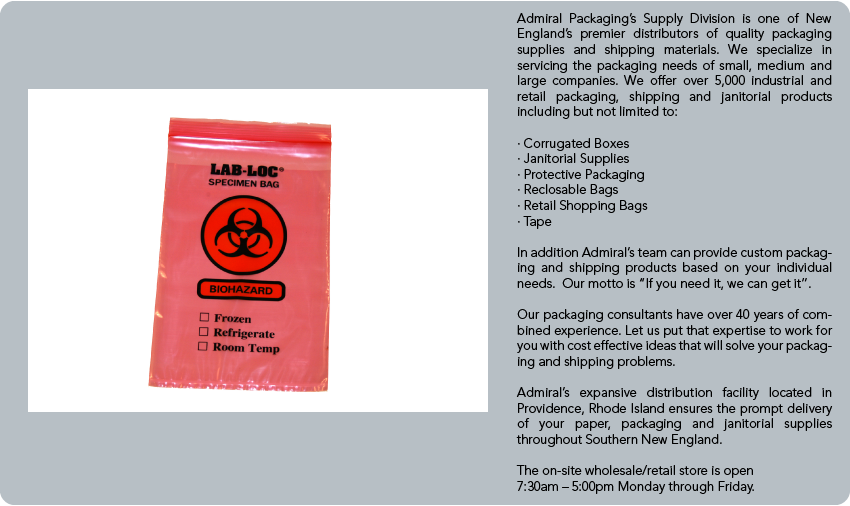 LAB-LOC®
SPECIMEN BAG
BIOHAZARD
☐ Frozen
☐ Refrigerate
☐ Room Temp
Admiral Packaging's Supply Division is one of New
England's premier distributors of quality packaging
supplies and shipping materials. We specialize in
servicing the packaging needs of small, medium and
large companies. We offer over 5,000 industrial and
retail packaging, shipping and janitorial products
including but not limited to:
· Corrugated Boxes
· Janitorial Supplies
· Protective Packaging
· Reclosable Bags
· Retail Shopping Bags
· Tape
In addition Admiral's team can provide custom packag-
ing and shipping products based on your individual
needs.  Our motto is "If you need it, we can get it".
Our packaging consultants have over 40 years of com-
bined experience. Let us put that expertise to work for
you with cost effective ideas that will solve your packag-
ing and shipping problems.
Admiral's expansive distribution facility located in
Providence, Rhode Island ensures the prompt delivery
of your paper, packaging and janitorial supplies
throughout Southern New England.
The on-site wholesale/retail store is open
7:30am – 5:00pm Monday through Friday.